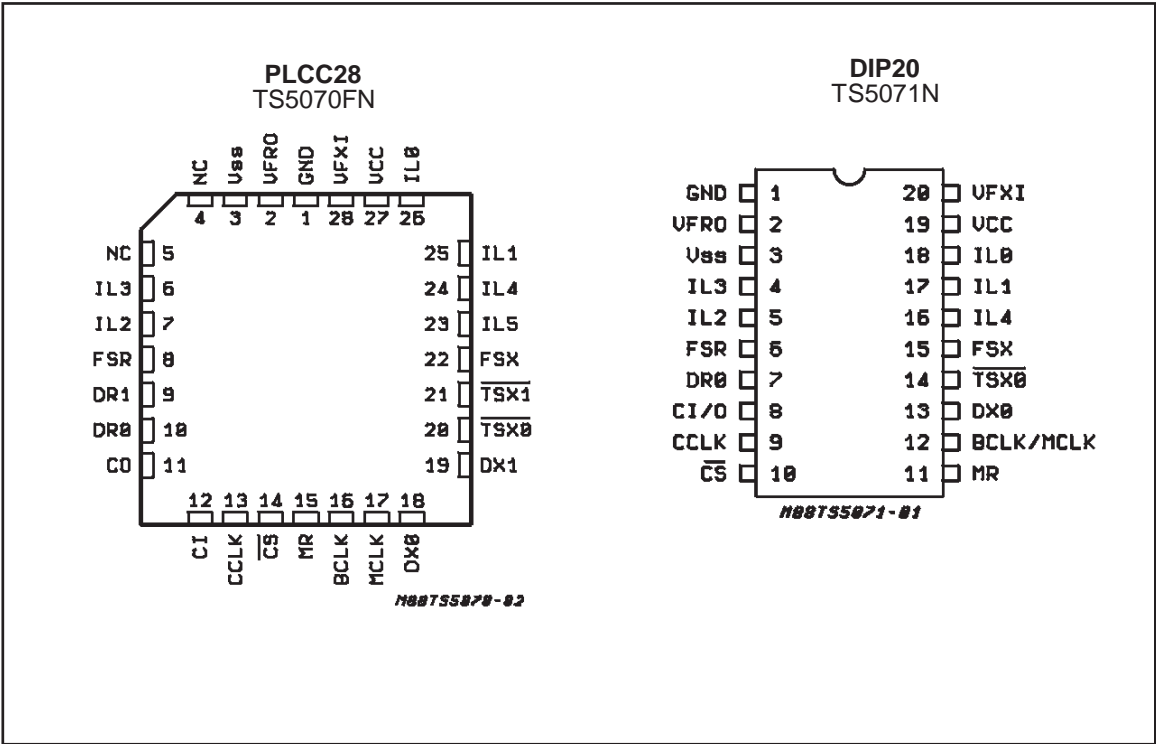 PLCC28
TS5070FN
NC
Vss
VFRO
GND
VFXI
VCC
IL0
4 3 2 1 28 27 26
NC 5
IL3 6
IL2 7
FSR 8
DR1 9
DR0 10
CO 11
25 IL1
24 IL4
23 IL5
22 FSX
21 TSX1
20 TSX0
19 DX1
12 13 14 15 16 17 18
CI
CCLK
CS
MR
BCLK
MCLK
DX0
M88TS5070-02
DIP20
TS5071N
GND 1 20 VFXI
VFRO 2 19 VCC
Vss 3 18 IL0
IL3 4 17 IL1
IL2 5 16 IL4
FSR 6 15 FSX
DR0 7 14 TSX0
CI/O 8 13 DX0
CCLK 9 12 BCLK/MCLK
CS 10 11 MR
M88TS5071-01